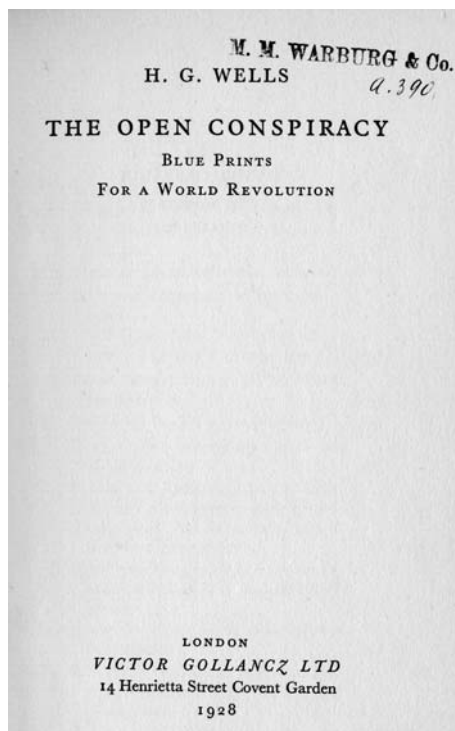 M. M. WARBURG & Co.
a.390.
H. G. WELLS
THE OPEN CONSPIRACY
BLUE PRINTS
FOR A WORLD REVOLUTION
LONDON
VICTOR GOLLANCZ LTD
14 Henrietta Street Covent Garden
1928